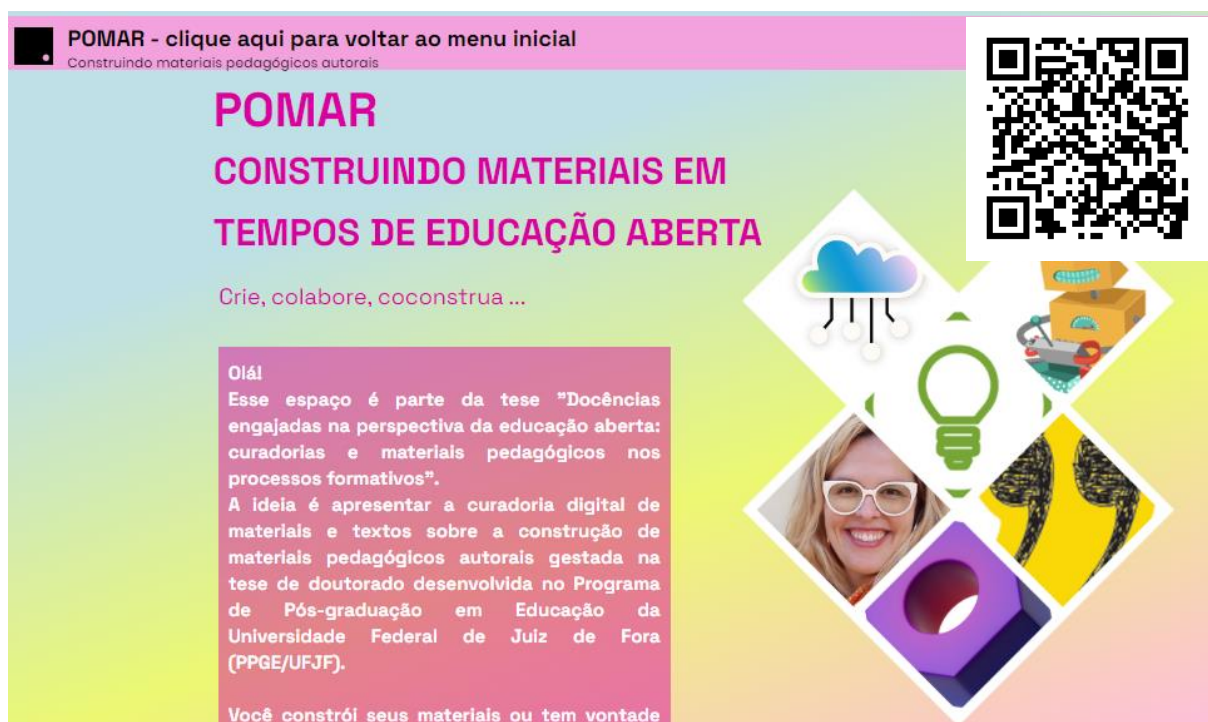 POMAR - clique aqui para voltar ao menu inicial
Construindo materiais pedagógicos autorais
POMAR
CONSTRUINDO MATERIAIS EM
TEMPOS DE EDUCAÇÃO ABERTA
Crie, colabore, coconstrua ...
Olá!
Esse espaço é parte da tese "Docências
engajadas na perspectiva da educação aberta:
curadorias e materiais pedagógicos nos
processos formativos".
A ideia é apresentar a curadoria digital de
materiais e textos sobre a construção de
materiais pedagógicos autorais gestada na
tese de doutorado desenvolvida no Programa
de Pós-graduação em Educação da
Universidade Federal de Juiz de Fora
(PPGE/UFJF).
Você constrói seus materiais ou tem vontade